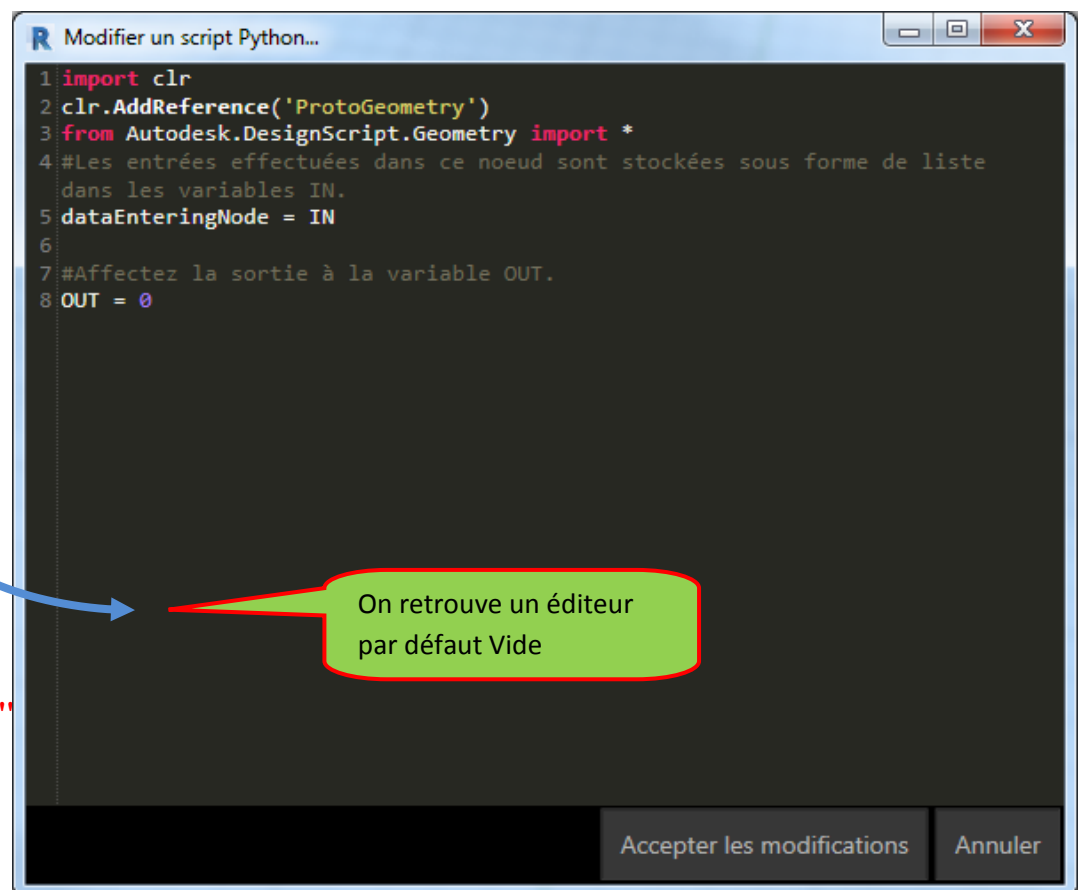 R Modifier un script Python...
1 import clr
2 clr.AddReference('ProtoGeometry')
3 from Autodesk.DesignScript.Geometry import *
4 #Les entrées effectuées dans ce noeud sont stockées sous forme de liste
dans les variables IN.
5 dataEnteringNode = IN
6
7 #Affectez la sortie à la variable OUT.
8 OUT = 0
On retrouve un éditeur
par défaut Vide
"
Accepter les modifications Annuler